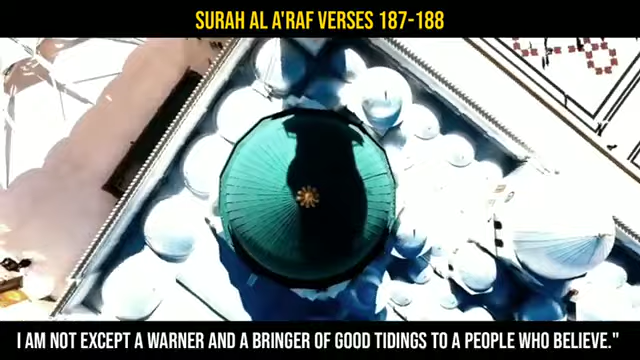 SURAH AL A'RAF VERSES 187-188
I AM NOT EXCEPT A WARNER AND A BRINGER OF GOOD TIDINGS TO A PEOPLE WHO BELIEVE."